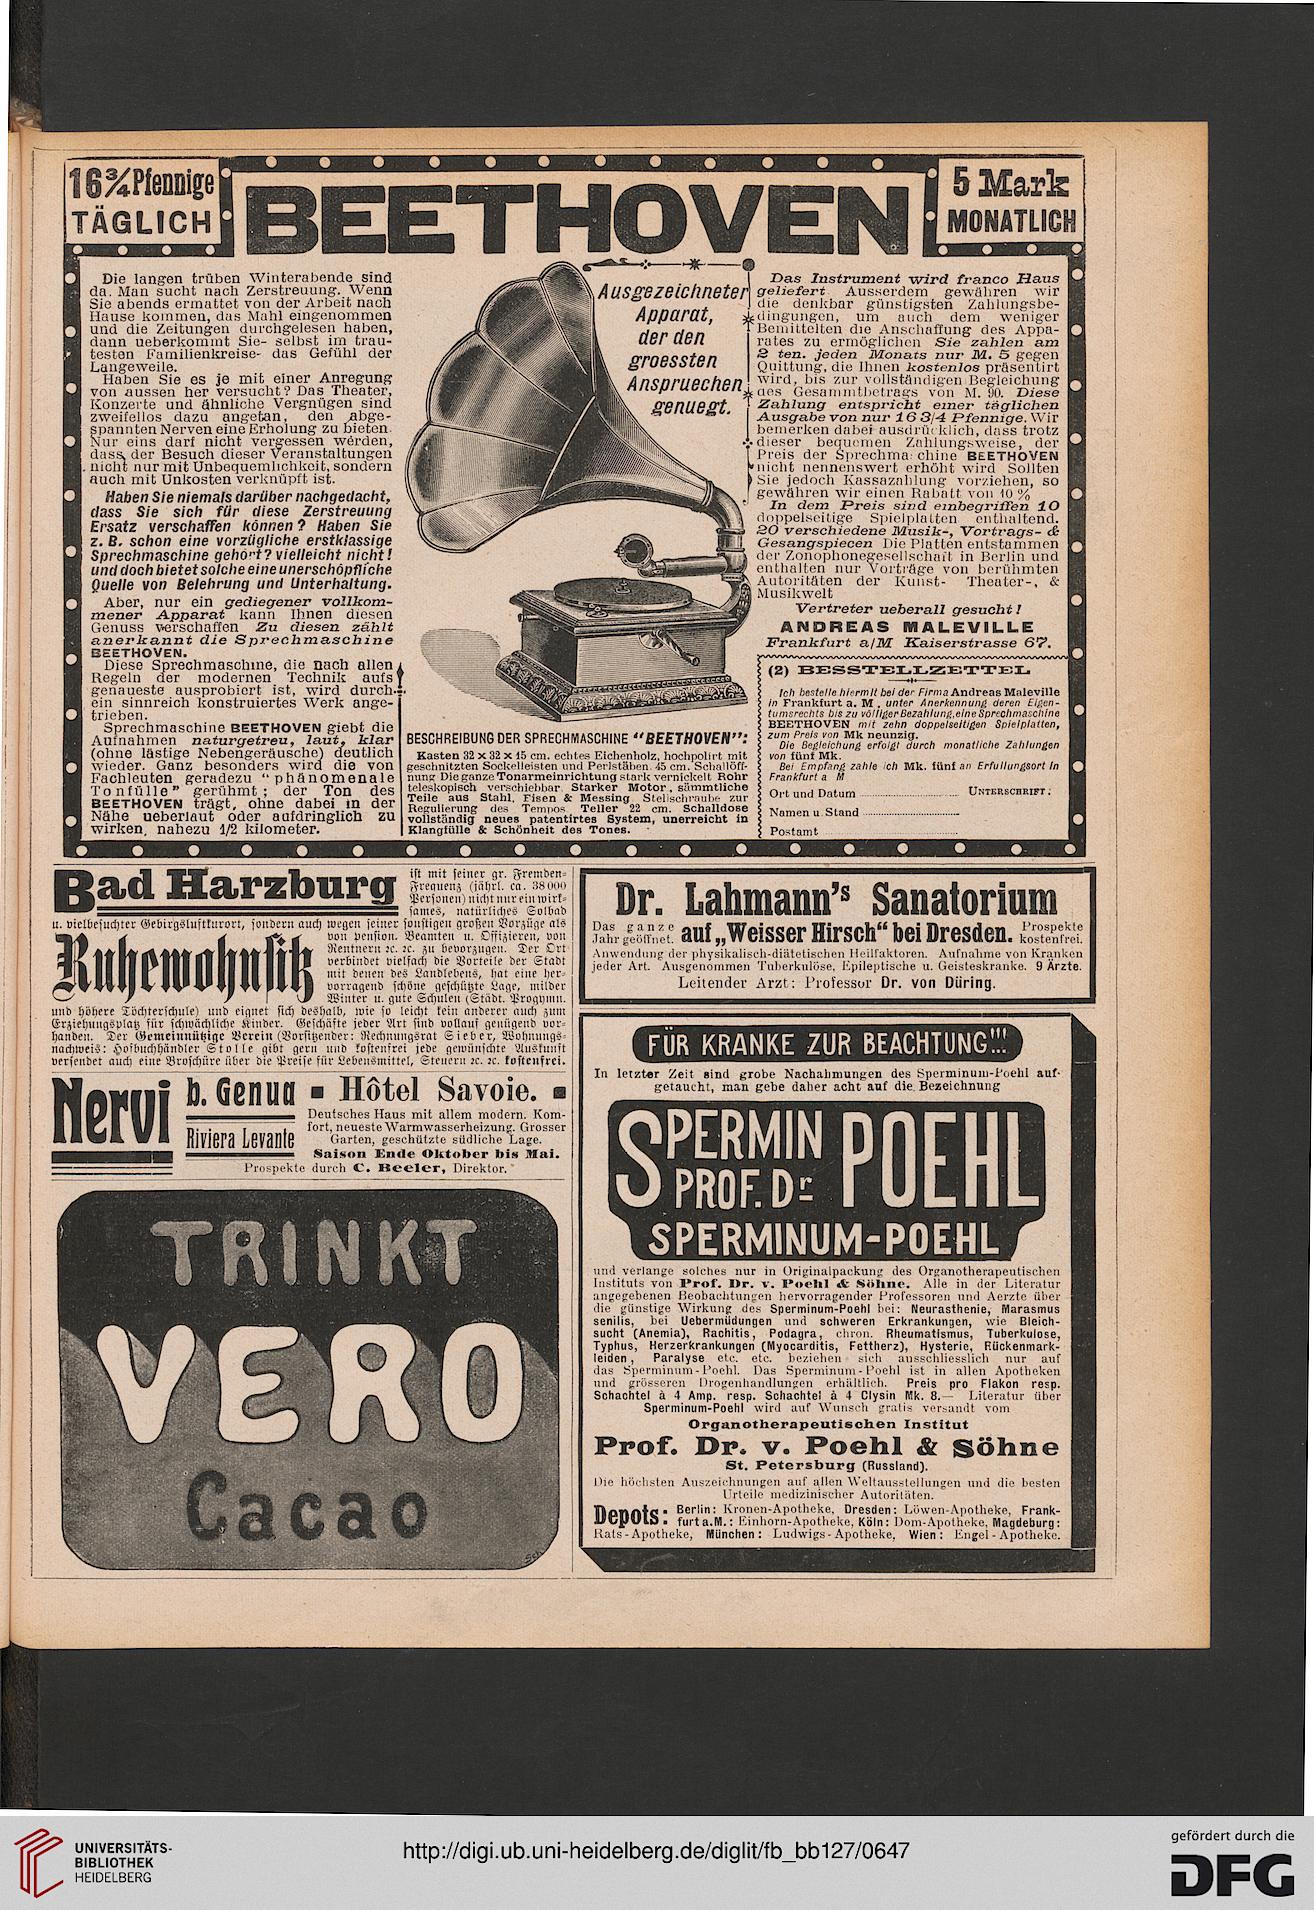 16¾ Pfennige
TÄGLICH
BEETHOVEN
5 Mark
MONATLICH
Die langen trüben Winterabende sind
da. Man sucht nach Zerstreuung. Wenn
Sie abends ermattet von der Arbeit nach
Hause kommen, das Mahl eingenommen
und die Zeitungen durchgelesen haben,
dann ueberkommt Sie- selbst im trau-
testen Familienkreise- das Gefühl der
Langeweile.
Haben Sie es je mit einer Anregung
von aussen her versucht? Das Theater,
Konzerte und ähnliche Vergnügen sind
zweifellos dazu angetan, den abge-
spannten Nerven eine Erholung zu bieten.
Nur eins darf nicht vergessen werden,
dass der Besuch dieser Veranstaltungen
nicht nur mit Unbequemlichkeit, sondern
auch mit Unkosten verknüpft ist.
Haben Sie niemals darüber nachgedacht,
dass Sie sich für diese Zerstreuung
Ersatz verschaffen können? Haben Sie
z. B. schon eine vorzügliche erstklassige
Sprechmaschine gehört? vielleicht nicht!
und doch bietet solche eine unerschöpfliche
Quelle von Belehrung und Unterhaltung.
Aber, nur ein gediegener vollkom-
mener Apparat kann Ihnen diesen
Genuss verschaffen Zu diesen zählt
anerkannt die Sprechmaschine
BEETHOVEN.
Diese Sprechmaschine, die nach allen
Regeln der modernen Technik aufs
genaueste ausprobiert ist, wird durch
ein sinnreich konstruiertes Werk ange-
trieben.
Sprechmaschine BEETHOVEN giebt die
Aufnahmen naturgetreu, laut, klar
(ohne lästige Nebengeräusche) deutlich
wieder. Ganz besonders wird die von
Fachleuten geradezu "phänomenale
Tonfülle" gerühmt; der Ton des
BEETHOVEN trägt, ohne dabei in der
Nähe ueberlaut oder aufdringlich zu
wirken, nahezu 1/2 kilometer.
Ausgezeichneter
Apparat,
der den
groessten
Anspruechen
genuegt.
BESCHREIBUNG DER SPRECHMASCHINE "BEETHOVEN":
Kasten 32 x 32 x 15 cm. echtes Eichenholz, hochpolirt mit
geschnitzten Sockelleisten und Perlstäben. 45 cm. Schallöff-
nung Die ganze Tonarmeinrichtung stark vernickelt Rohr
teleskopisch verschiebbar. Starker Motor, sämmtliche
Teile aus Stahl, Eisen & Messing Stellschraube zur
Regulierung des Tempos. Teller 22 cm. Schalldose
vollständig neues patentirtes System, unerreicht in
Klangfülle & Schönheit des Tones.
Das Instrument wird franco Haus
geliefert Ausserdem gewähren wir
die denkbar günstigsten Zahlungsbe-
dingungen, um auch dem weniger
Bemittelten die Anschaffung des Appa-
rates zu ermöglichen Sie zahlen am
2 ten. jeden Monats nur M. 5 gegen
Quittung, die Ihnen kostenlos präsentirt
wird, bis zur vollständigen Begleichung
des Gesammtbetrags von M. 90. Diese
Zahlung entspricht einer täglichen
Ausgabe von nur 16 3/4 Pfennige. Wir
bemerken dabei ausdrücklich, dass trotz
dieser bequemen Zahlungsweise, der
Preis der Sprechmaschine BEETHOVEN
nicht nennenswert erhöht wird Sollten
Sie jedoch Kassazahlung vorziehen, so
gewähren wir einen Rabatt von 10 %
In dem Preis sind einbegriffen 10
doppelseitige Spielplatten enthaltend.
20 verschiedene Musik-, Vortrags- &
Gesangspiecen Die Platten entstammen
der Zonophonegesellschaft in Berlin und
enthalten nur Vorträge von berühmten
Autoritäten der Kunst- Theater-, &
Musikwelt
Vertreter ueberall gesucht!
ANDREAS MALEVILLE
Frankfurt a/M Kaiserstrasse 67.
(2) BESSTELLZETTEL
Ich bestelle hiermit bei der Firma Andreas Maleville
in Frankfurt a. M., unter Anerkennung deren Eigen-
tumsrechts bis zu völliger Bezahlung, eine Sprechmaschine
BEETHOVEN mit zehn doppelseitigen Spielplatten,
zum Preis von Mk neunzig.
Die Begleichung erfolgt durch monatliche Zahlungen
von fünf Mk.
Bei Empfang zahle ich Mk. fünf an Erfullungsort in
Frankfurt a M
Ort und Datum UNTERSCHRIFT:
Namen u. Stand
Postamt
Bad Harzburg
ist mit seiner gr. Fremden-
Frequenz (jährl. ca. 38000
Personen) nicht nur ein wirk-
sames, natürliches Solbad
u. vielbesuchter Gebirgsluftkurort, sondern auch wegen seiner sonstigen großen Vorzüge als
Ruhewohnsitz
von pension. Beamten u. Offizieren, von
Rentnern ꝛc. ꝛc. zu bevorzugen. Der Ort
verbindet vielfach die Vorteile der Stadt
mit denen des Landlebens, hat eine her-
vorragend schöne geschützte Lage, milder
Winter u. gute Schulen (Städt. Progymn.
und höhere Töchterschule) und eignet sich deshalb, wie so leicht kein anderer auch zum
Erziehungsplatz für schwächliche Kinder. Geschäfte jeder Art sind vollauf genügend vor-
handen. Der Gemeinnützige Verein (Vorsitzender: Rechnungsrat Sieber, Wohnungs-
nachweis: Hofbuchhändler Stolle gibt gern und kostenfrei jede gewünschte Auskunft
versendet auch eine Broschüre über die Preise für Lebensmittel, Steuern ꝛc. ꝛc. kostenfrei.
Nervi b. Genua ▪ Hôtel Savoie. ▪
Riviera Levante
Deutsches Haus mit allem modern. Kom-
fort, neueste Warmwasserheizung. Grosser
Garten, geschützte südliche Lage.
Saison Ende Oktober bis Mai.
Prospekte durch C. Beeler, Direktor.
TRINKT
VERO
Cacao
Dr. Lahmann's Sanatorium
Das ganze
Jahr geöffnet.
auf „Weisser Hirsch“ bei Dresden.
Prospekte
kostenfrei.
Anwendung der physikalisch-diätetischen Heilfaktoren. Aufnahme von Kranken
jeder Art. Ausgenommen Tuberkulöse, Epileptische u. Geisteskranke. 9 Ärzte.
Leitender Arzt: Professor Dr. von Düring.
FÜR KRANKE ZUR BEACHTUNG!!!
In letzter Zeit sind grobe Nachahmungen des Sperminum-Poehl auf-
getaucht, man gebe daher acht auf die Bezeichnung
SPERMIN POEHL
PROF. Dr
SPERMINUM-POEHL
und verlange solches nur in Originalpackung des Organotherapeutischen
Instituts von Prof. Dr. v. Poehl & Söhne. Alle in der Literatur
angegebenen Beobachtungen hervorragender Professoren und Aerzte über
die günstige Wirkung des Sperminum-Poehl bei: Neurasthenie, Marasmus
senilis, bei Uebermüdungen und schweren Erkrankungen, wie Bleich-
sucht (Anemia), Rachitis, Podagra, chron. Rheumatismus, Tuberkulose,
Typhus, Herzerkrankungen (Myocarditis, Fettherz), Hysterie, Rückenmark-
leiden, Paralyse etc. etc. beziehen sich ausschliesslich nur auf
das Sperminum-Poehl. Das Sperminum-Poehl ist in allen Apotheken
und grösseren Drogenhandlungen erhältlich. Preis pro Flakon resp.
Schachtel à 4 Amp. resp. Schachtel à 4 Clysin Mk. 8.— Literatur über
Sperminum-Poehl wird auf Wunsch gratis versandt vom
Organotherapeutischen Institut
Prof. Dr. v. Poehl & Söhne
St. Petersburg (Russland).
Die höchsten Auszeichnungen auf allen Weltausstellungen und die besten
Urteile medizinischer Autoritäten.
Depots: Berlin: Kronen-Apotheke, Dresden: Löwen-Apotheke, Frank-
furt a.M.: Einhorn-Apotheke, Köln: Dom-Apotheke, Magdeburg:
Rats-Apotheke, München: Ludwigs-Apotheke, Wien: Engel-Apotheke.
UNIVERSITÄTS-
BIBLIOTHEK
HEIDELBERG
http://digi.ub.uni-heidelberg.de/diglit/fb_bb127/0647
gefördert durch die
DFG